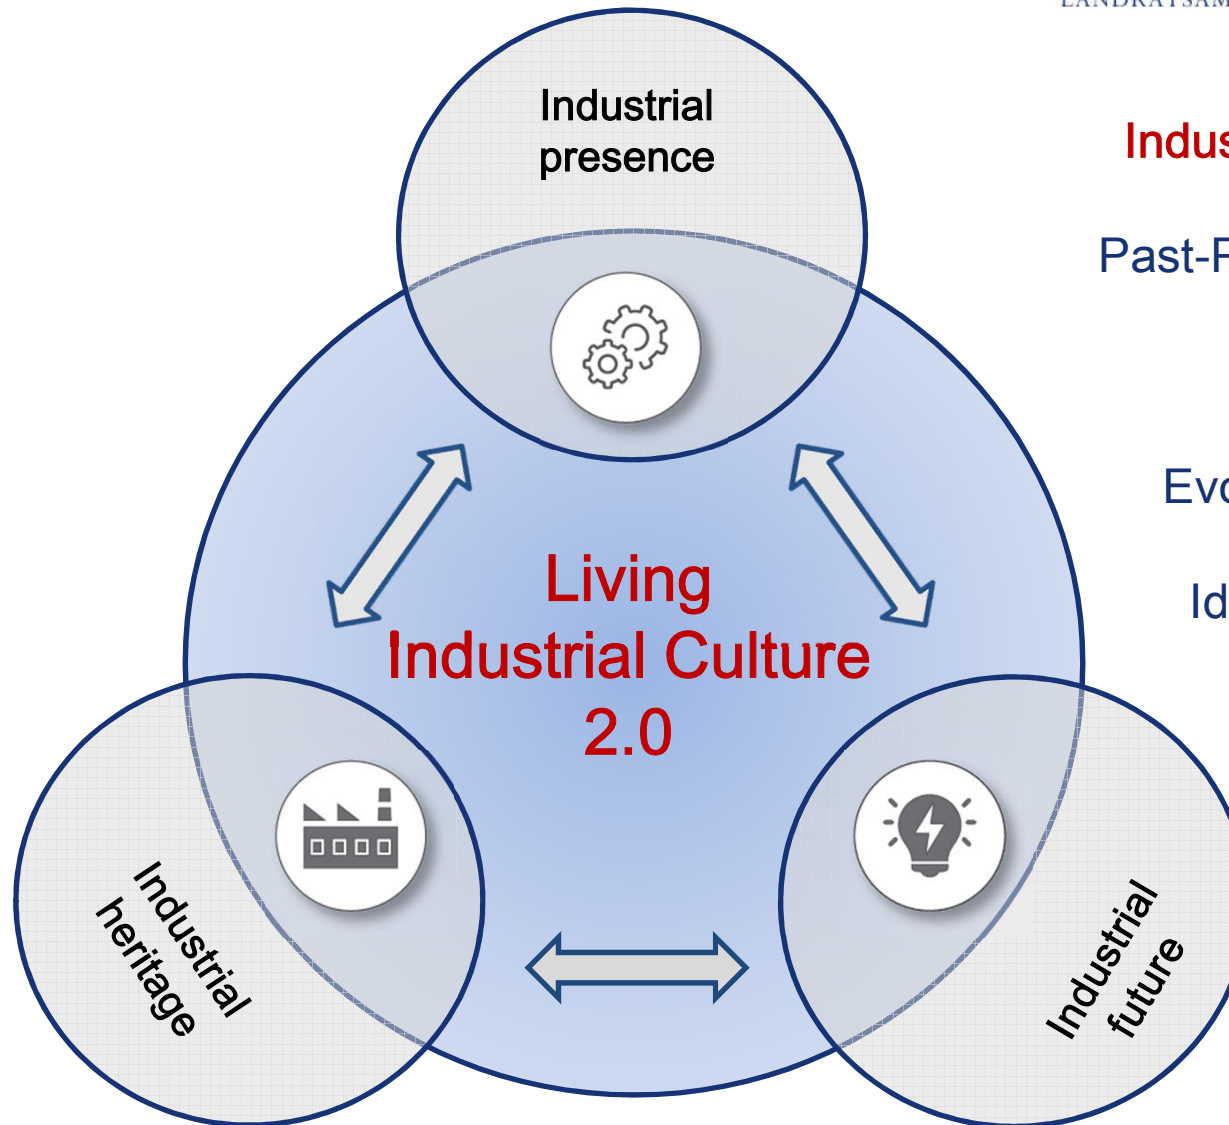 Industrial
presence
Living
Industrial Culture
2.0
Industrial
heritage
Industrial
future